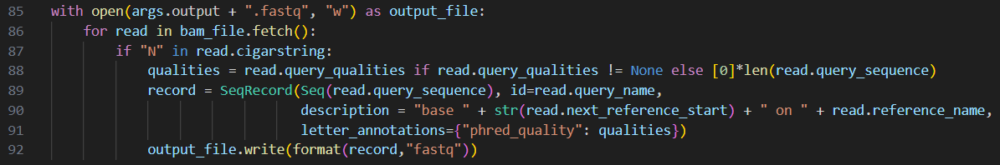 85 with open(args.output + ".fastq", "w") as output_file:
86     for read in bam_file.fetch():
87         if "N" in read.cigarstring:
88             qualities = read.query_qualities if read.query_qualities != None else [0]*len(read.query_sequence)
89             record = SeqRecord(Seq(read.query_sequence), id=read.query_name,
90                                description = "base " + str(read.next_reference_start) + " on " + read.reference_name,
91                                letter_annotations={"phred_quality": qualities})
92             output_file.write(format(record,"fastq"))